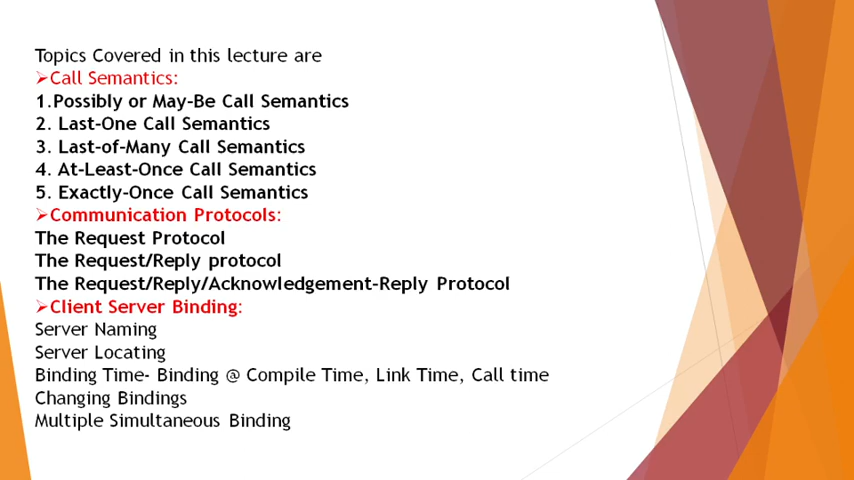 Topics Covered in this lecture are
➢Call Semantics:
1.Possibly or May-Be Call Semantics
2. Last-One Call Semantics
3. Last-of-Many Call Semantics
4. At-Least-Once Call Semantics
5. Exactly-Once Call Semantics
➢Communication Protocols:
The Request Protocol
The Request/Reply protocol
The Request/Reply/Acknowledgement-Reply Protocol
➢Client Server Binding:
Server Naming
Server Locating
Binding Time- Binding @ Compile Time, Link Time, Call time
Changing Bindings
Multiple Simultaneous Binding